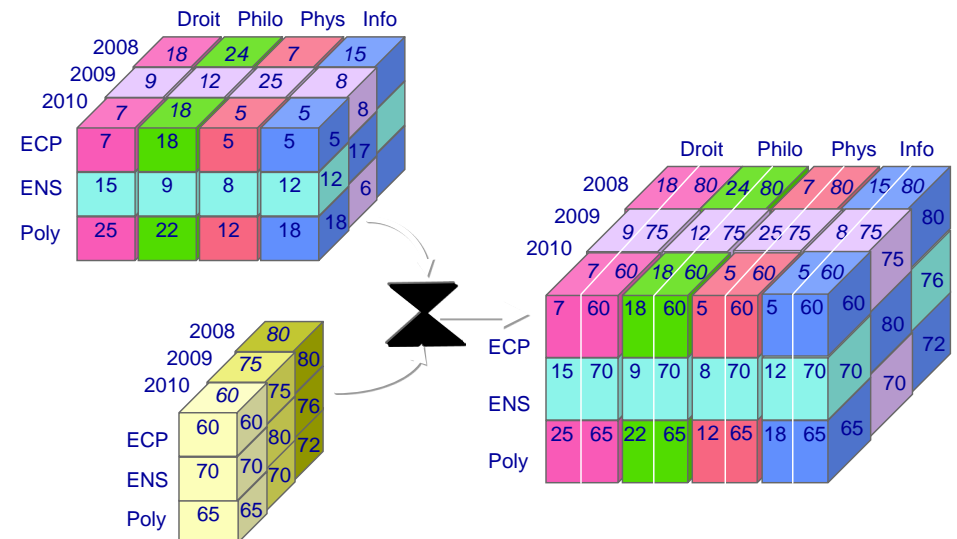 Droit Philo Phys Info
2008 18 24 7 15
2009 9 12 25 8
2010 7 18 5 5 8
ECP 7 18 5 5 5 17
ENS 15 9 8 12 12 6
Poly 25 22 12 18 18
Droit Philo Phys Info
2008 18 80 24 80 7 80 15 80
80
2009 9 75 12 75 25 75 8 75
75 76
2010 7 60 18 60 5 60 5 60
7 60 18 60 5 60 5 60 60 80 72
ECP
15 70 9 70 8 70 12 70 70 70
ENS
25 65 22 65 12 65 18 65 65
Poly
2008 80
2009 75 80
2010 60 75 76
ECP 60 60 80 72
ENS 70 70 70
Poly 65 65